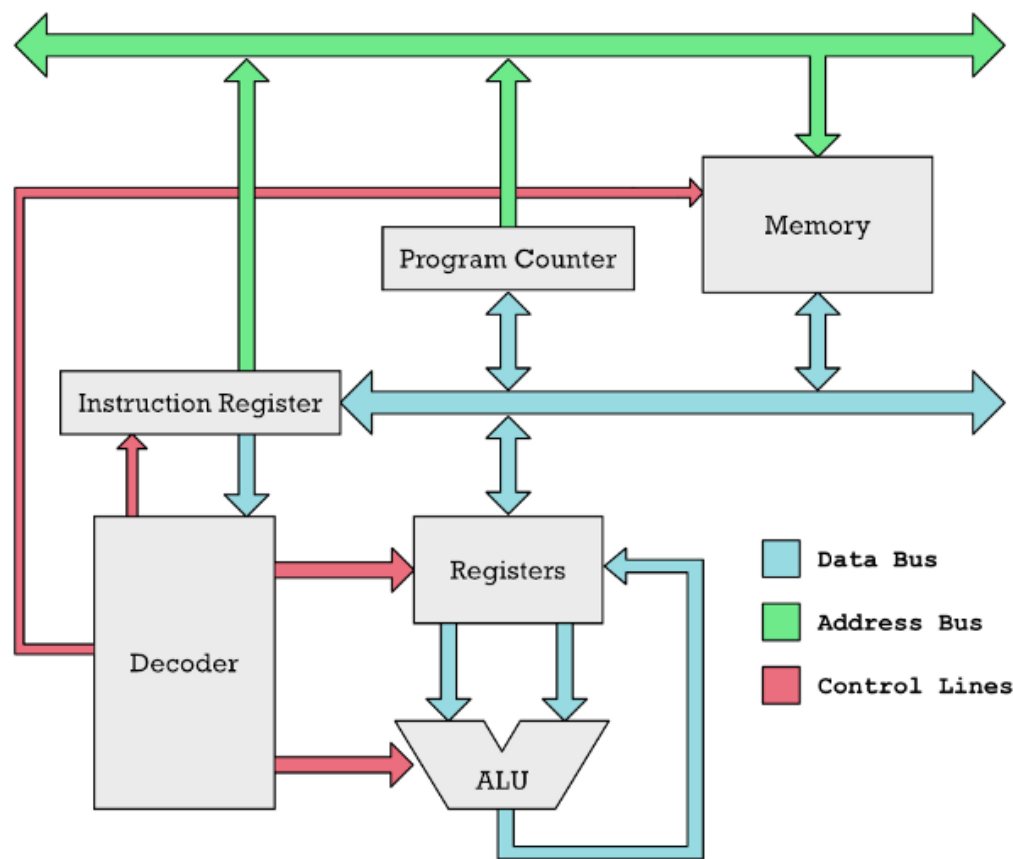 Memory
Program Counter
Instruction Register
Registers
Decoder
ALU
Data Bus
Address Bus
Control Lines